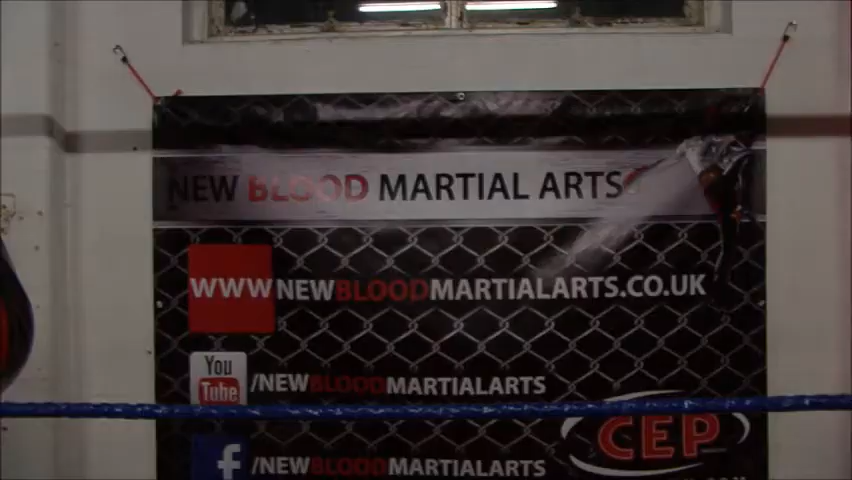 NEW BLOOD MARTIAL ARTS
WWW.NEWBLOODMARTIALARTS.CO.UK
You Tube /NEWBLOODMARTIALARTS
f /NEWBLOODMARTIALARTS
CEP